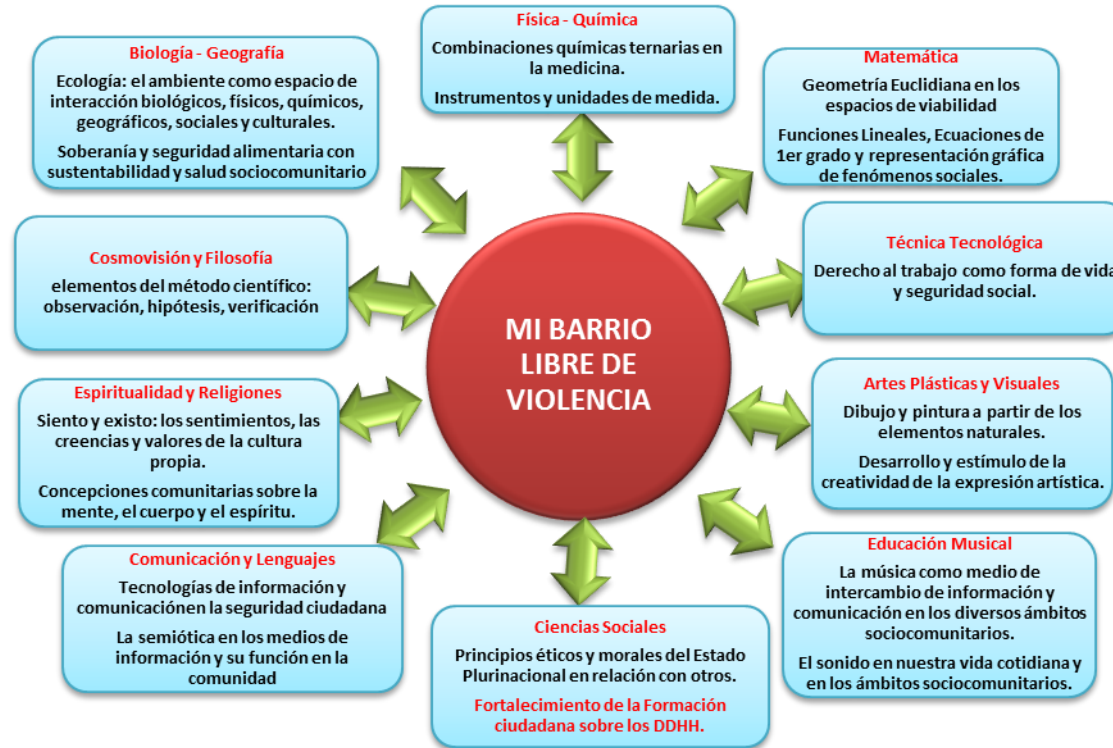 Física - Química
Combinaciones químicas ternarias en
la medicina.
Instrumentos y unidades de medida.
Biología - Geografía
Ecología: el ambiente como espacio de
interacción biológicos, físicos, químicos,
geográficos, sociales y culturales.
Soberanía y seguridad alimentaria con
sustentabilidad y salud sociocomunitario
Matemática
Geometría Euclidiana en los
espacios de viabilidad
Funciones Lineales, Ecuaciones de
1er grado y representación gráfica
de fenómenos sociales.
Cosmovisión y Filosofía
elementos del método científico:
observación, hipótesis, verificación
Técnica Tecnológica
Derecho al trabajo como forma de vida
y seguridad social.
MI BARRIO
LIBRE DE
VIOLENCIA
Espiritualidad y Religiones
Siento y existo: los sentimientos, las
creencias y valores de la cultura
propia.
Concepciones comunitarias sobre la
mente, el cuerpo y el espíritu.
Artes Plásticas y Visuales
Dibujo y pintura a partir de los
elementos naturales.
Desarrollo y estímulo de la
creatividad de la expresión artística.
Comunicación y Lenguajes
Tecnologías de información y
comunicaciónen la seguridad ciudadana
La semiótica en los medios de
información y su función en la
comunidad
Ciencias Sociales
Principios éticos y morales del Estado
Plurinacional en relación con otros.
Fortalecimiento de la Formación
ciudadana sobre los DDHH.
Educación Musical
La música como medio de
intercambio de información y
comunicación en los diversos ámbitos
sociocomunitarios.
El sonido en nuestra vida cotidiana y
en los ámbitos sociocomunitarios.